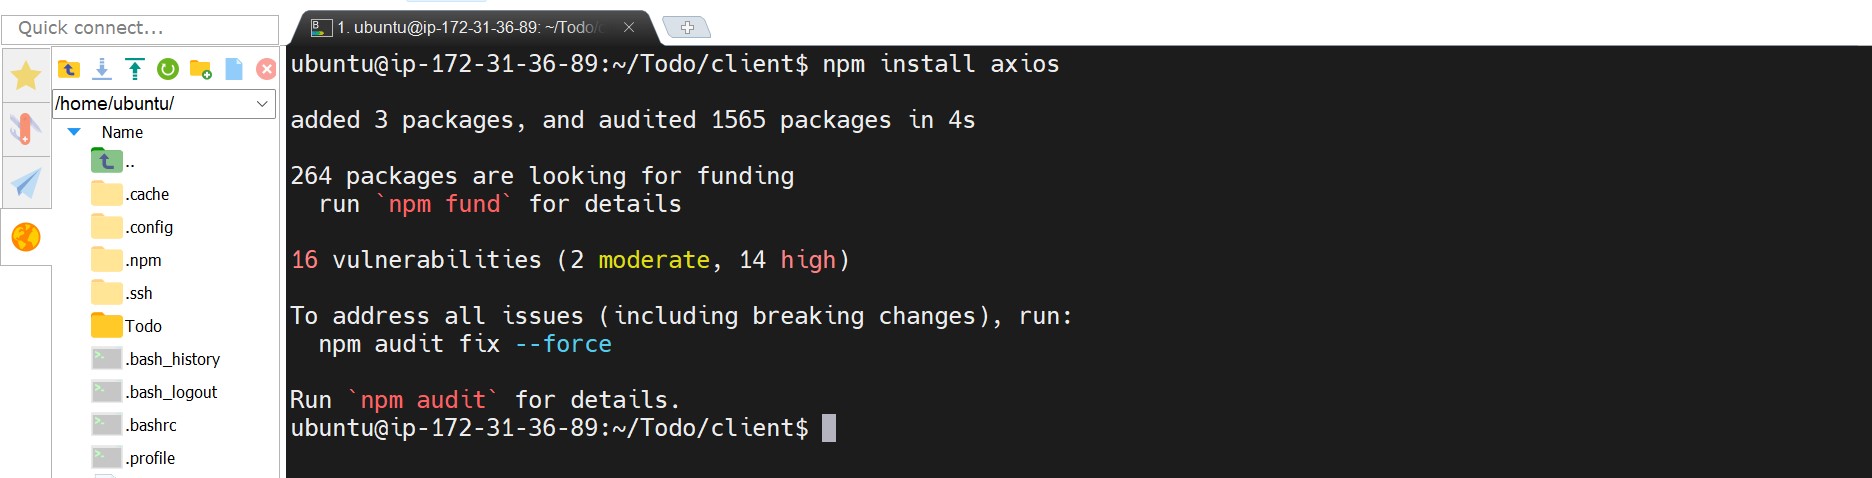 Quick connect...
1. ubuntu@ip-172-31-36-89: ~/Todo/
/home/ubuntu/
Name
..
.cache
.config
.npm
.ssh
Todo
.bash_history
.bash_logout
.bashrc
.profile
ubuntu@ip-172-31-36-89:~/Todo/client$ npm install axios
added 3 packages, and audited 1565 packages in 4s
264 packages are looking for funding
run `npm fund` for details
16 vulnerabilities (2 moderate, 14 high)
To address all issues (including breaking changes), run:
npm audit fix --force
Run `npm audit` for details.
ubuntu@ip-172-31-36-89:~/Todo/client$